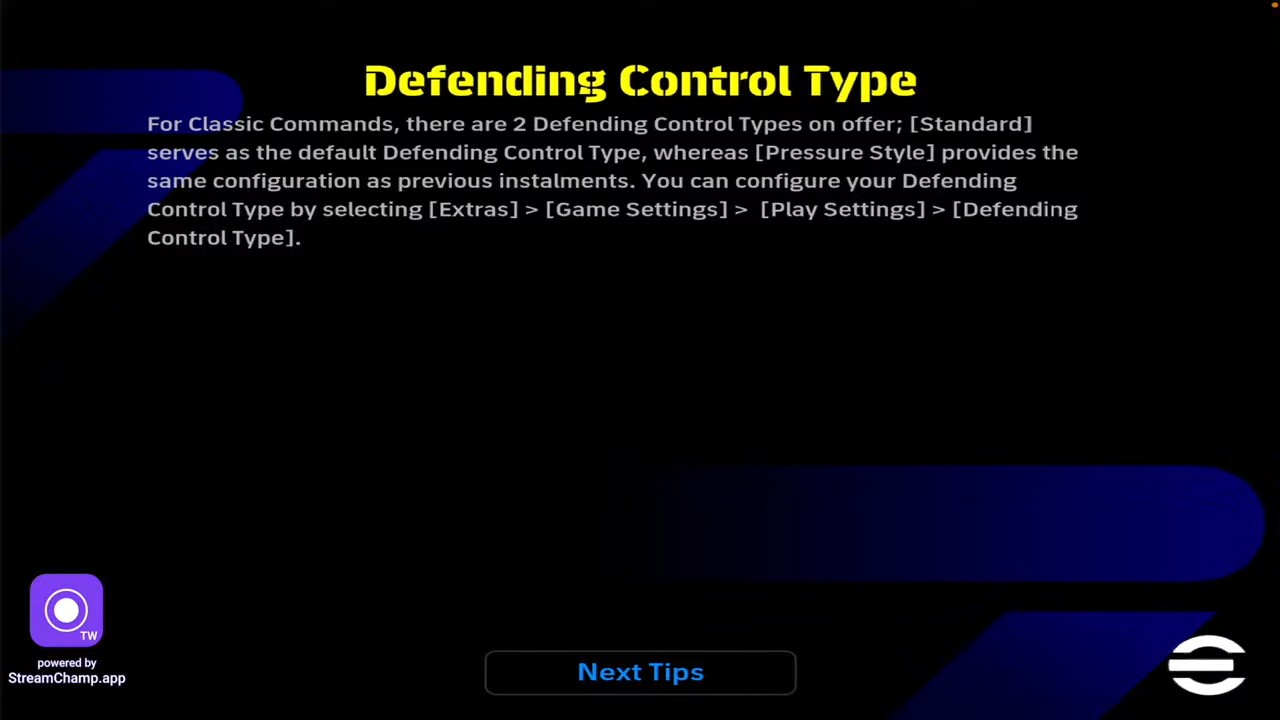 Defending Control Type
For Classic Commands, there are 2 Defending Control Types on offer; [Standard]
serves as the default Defending Control Type, whereas [Pressure Style] provides the
same configuration as previous instalments. You can configure your Defending
Control Type by selecting [Extras] > [Game Settings] > [Play Settings] > [Defending
Control Type].
TW
powered by
StreamChamp.app
Next Tips